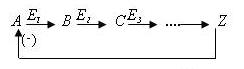 A E₁ B E₂ C E₃ ..... Z
(-)